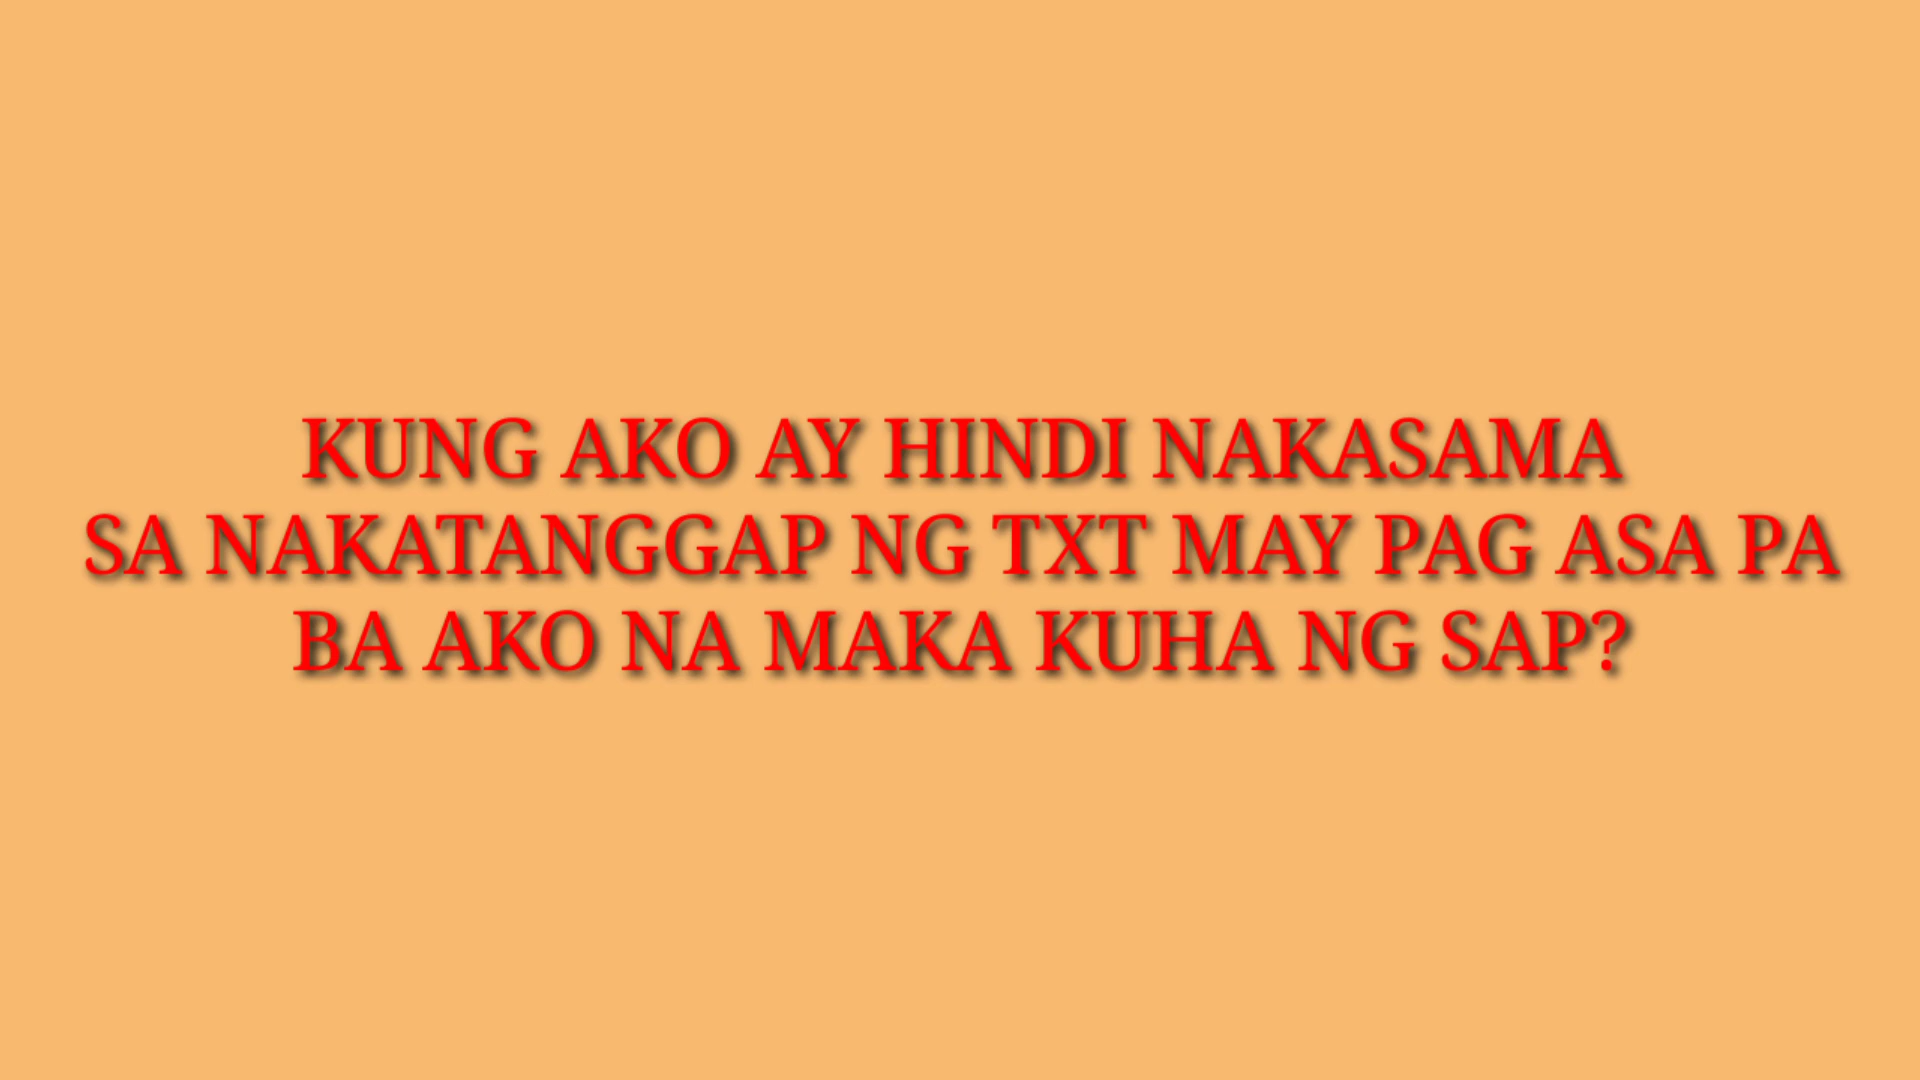 KUNG AKO AY HINDI NAKASAMA
SA NAKATANGGAP NG TXT MAY PAG ASA PA
BA AKO NA MAKA KUHA NG SAP?